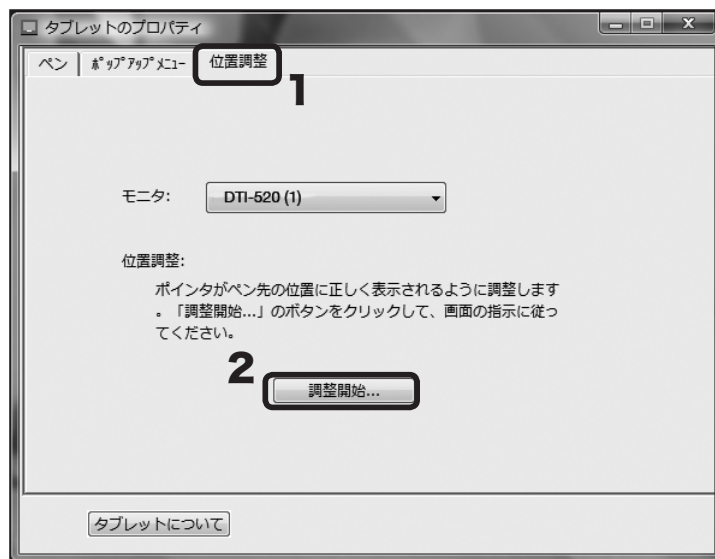 タブレットのプロパティ
ペン
ﾎﾟｯﾌﾟｱｯﾌﾟﾒﾆｭｰ
位置調整
1
モニタ:
DTI-520 (1)
位置調整:
ポインタがペン先の位置に正しく表示されるように調整します
。「調整開始...」のボタンをクリックして、画面の指示に従っ
てください。
2
調整開始...
タブレットについて